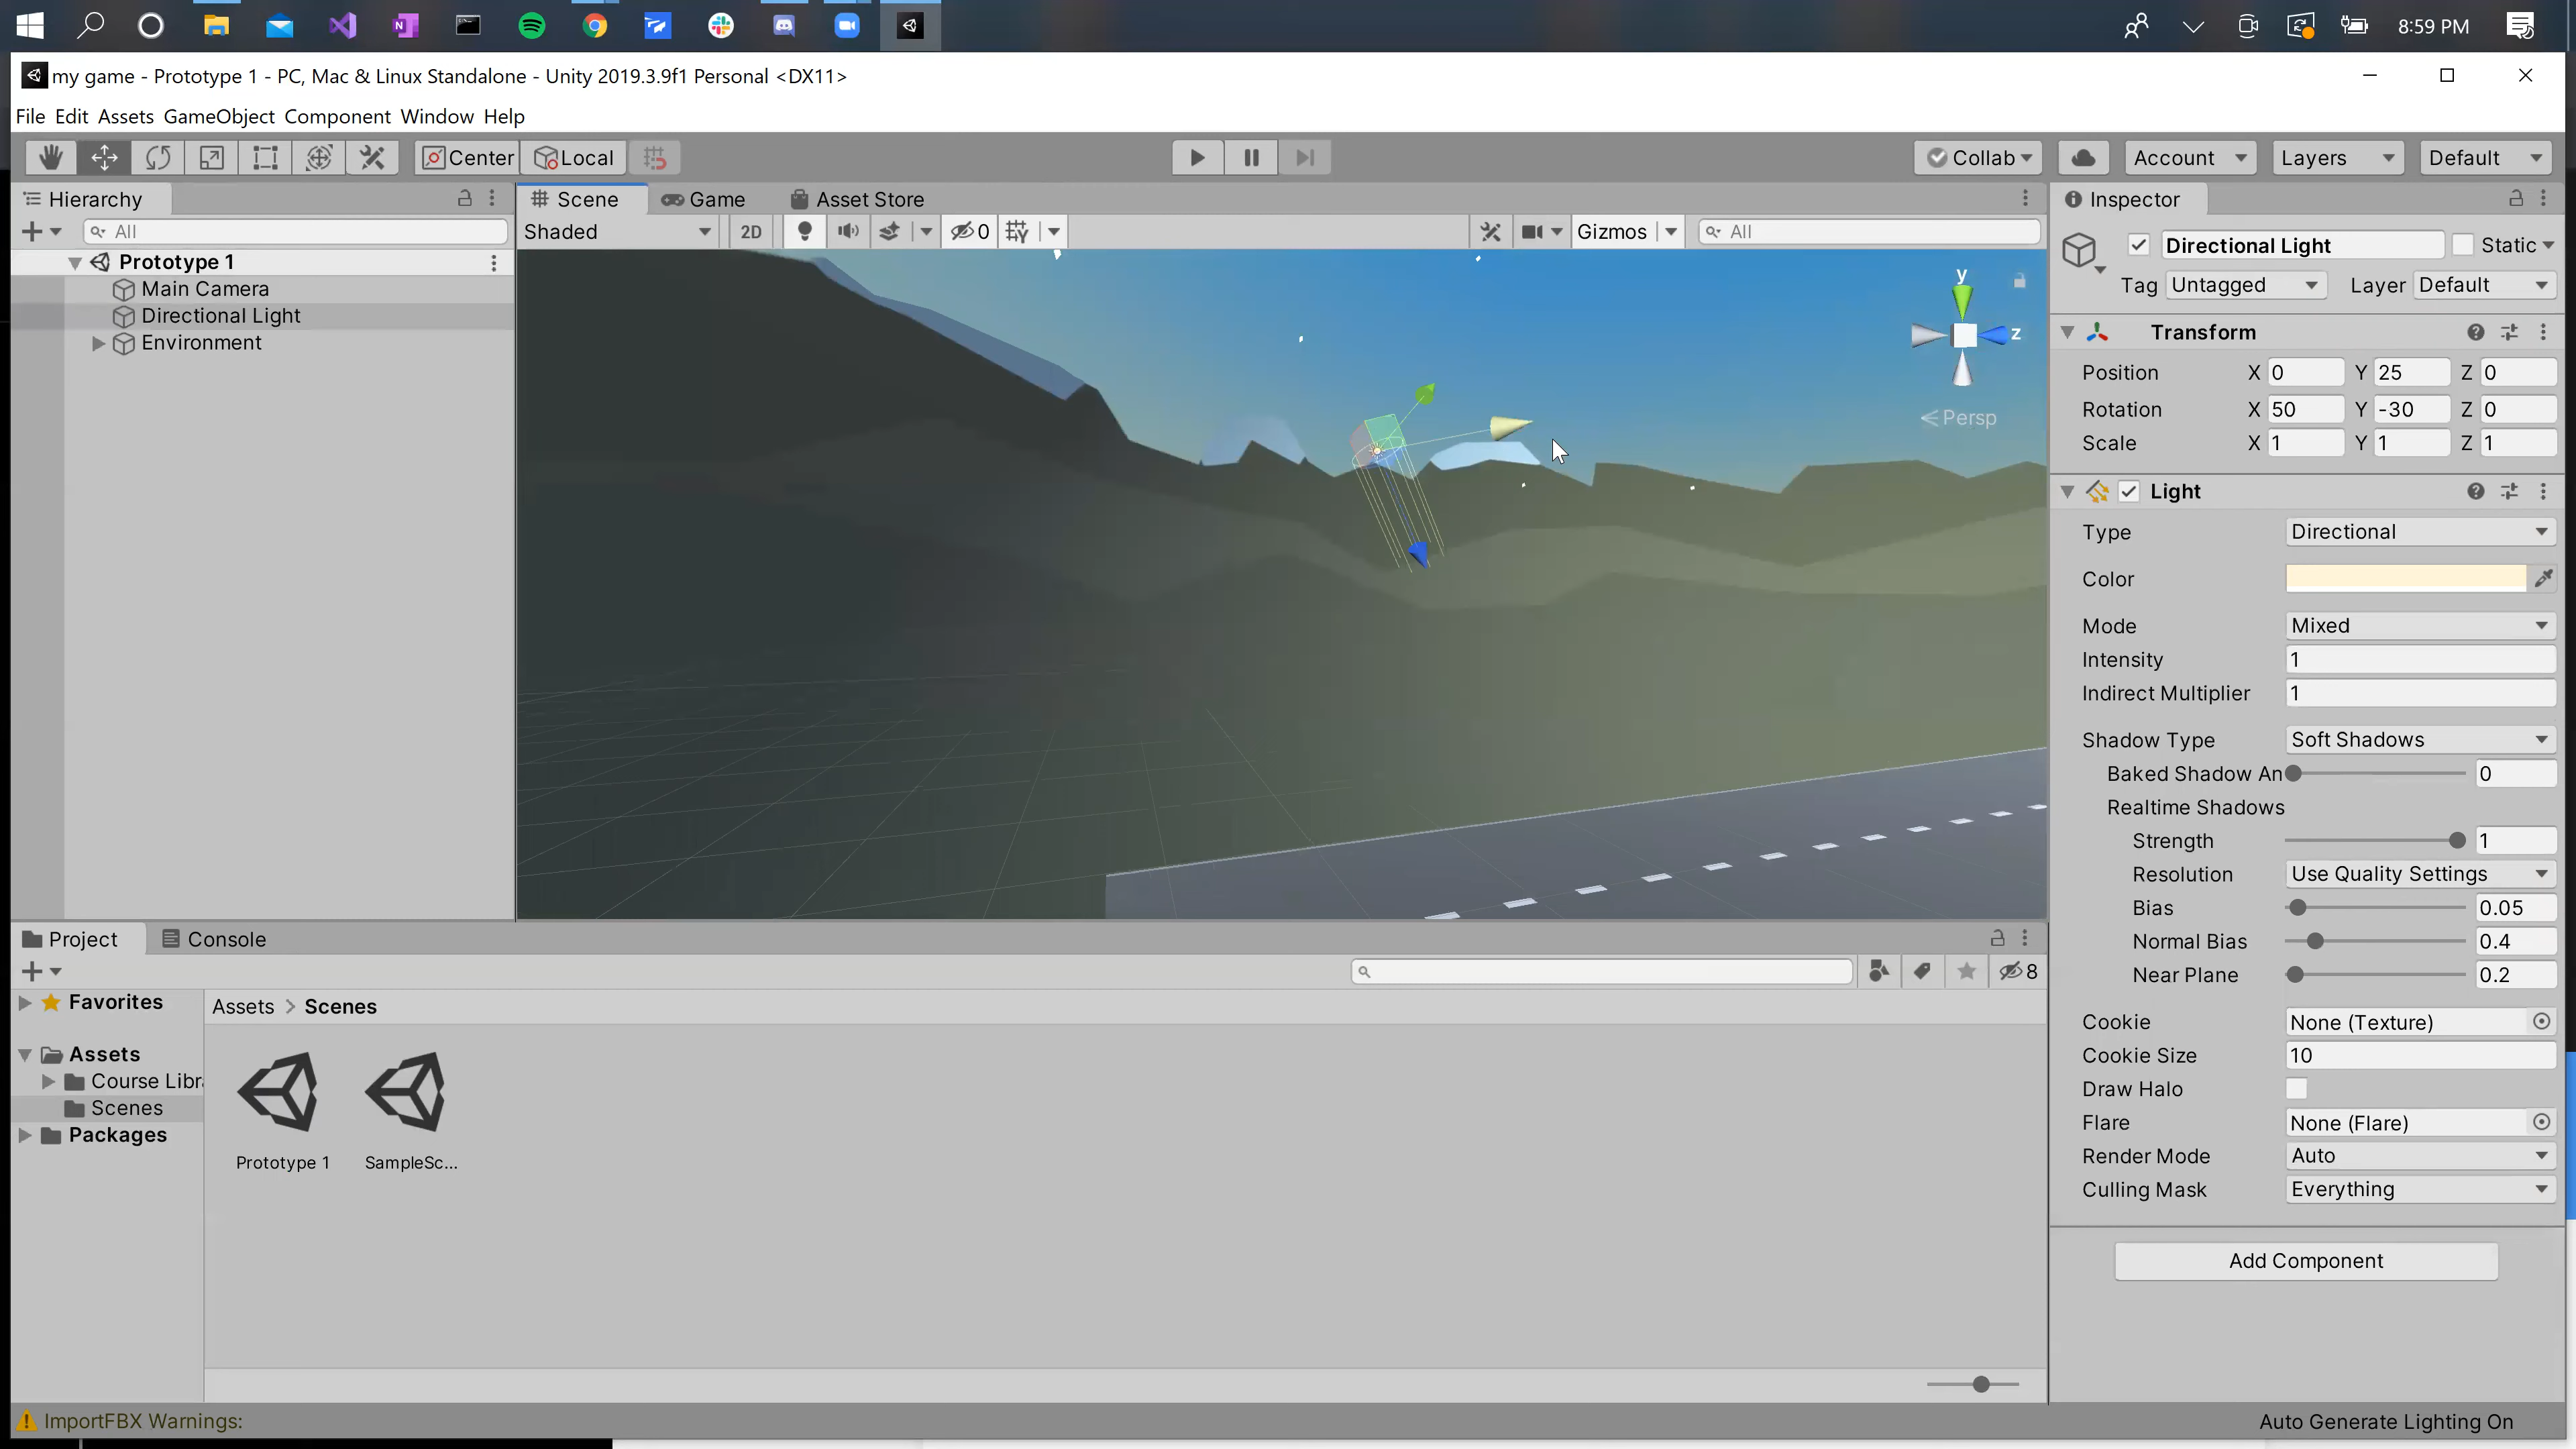 8:59 PM
my game - Prototype 1 - PC, Mac & Linux Standalone - Unity 2019.3.9f1 Personal <DX11>
File Edit Assets GameObject Component Window Help
Center Local Collab Account Layers Default
Hierarchy
All
Prototype 1
Main Camera
Directional Light
Environment
Scene Game Asset Store
Shaded 2D 0 Gizmos All
y
z
Persp
Inspector
Directional Light Static
Tag Untagged Layer Default
Transform
Position X 0 Y 25 Z 0
Rotation X 50 Y -30 Z 0
Scale X 1 Y 1 Z 1
Light
Type Directional
Color
Mode Mixed
Intensity 1
Indirect Multiplier 1
Shadow Type Soft Shadows
Baked Shadow An 0
Realtime Shadows
Strength 1
Resolution Use Quality Settings
Bias 0.05
Normal Bias 0.4
Near Plane 0.2
Cookie None (Texture)
Cookie Size 10
Draw Halo
Flare None (Flare)
Render Mode Auto
Culling Mask Everything
Add Component
Project Console
8
Favorites
Assets
Course Libr
Scenes
Packages
Assets > Scenes
Prototype 1 SampleSc...
ImportFBX Warnings:
Auto Generate Lighting On